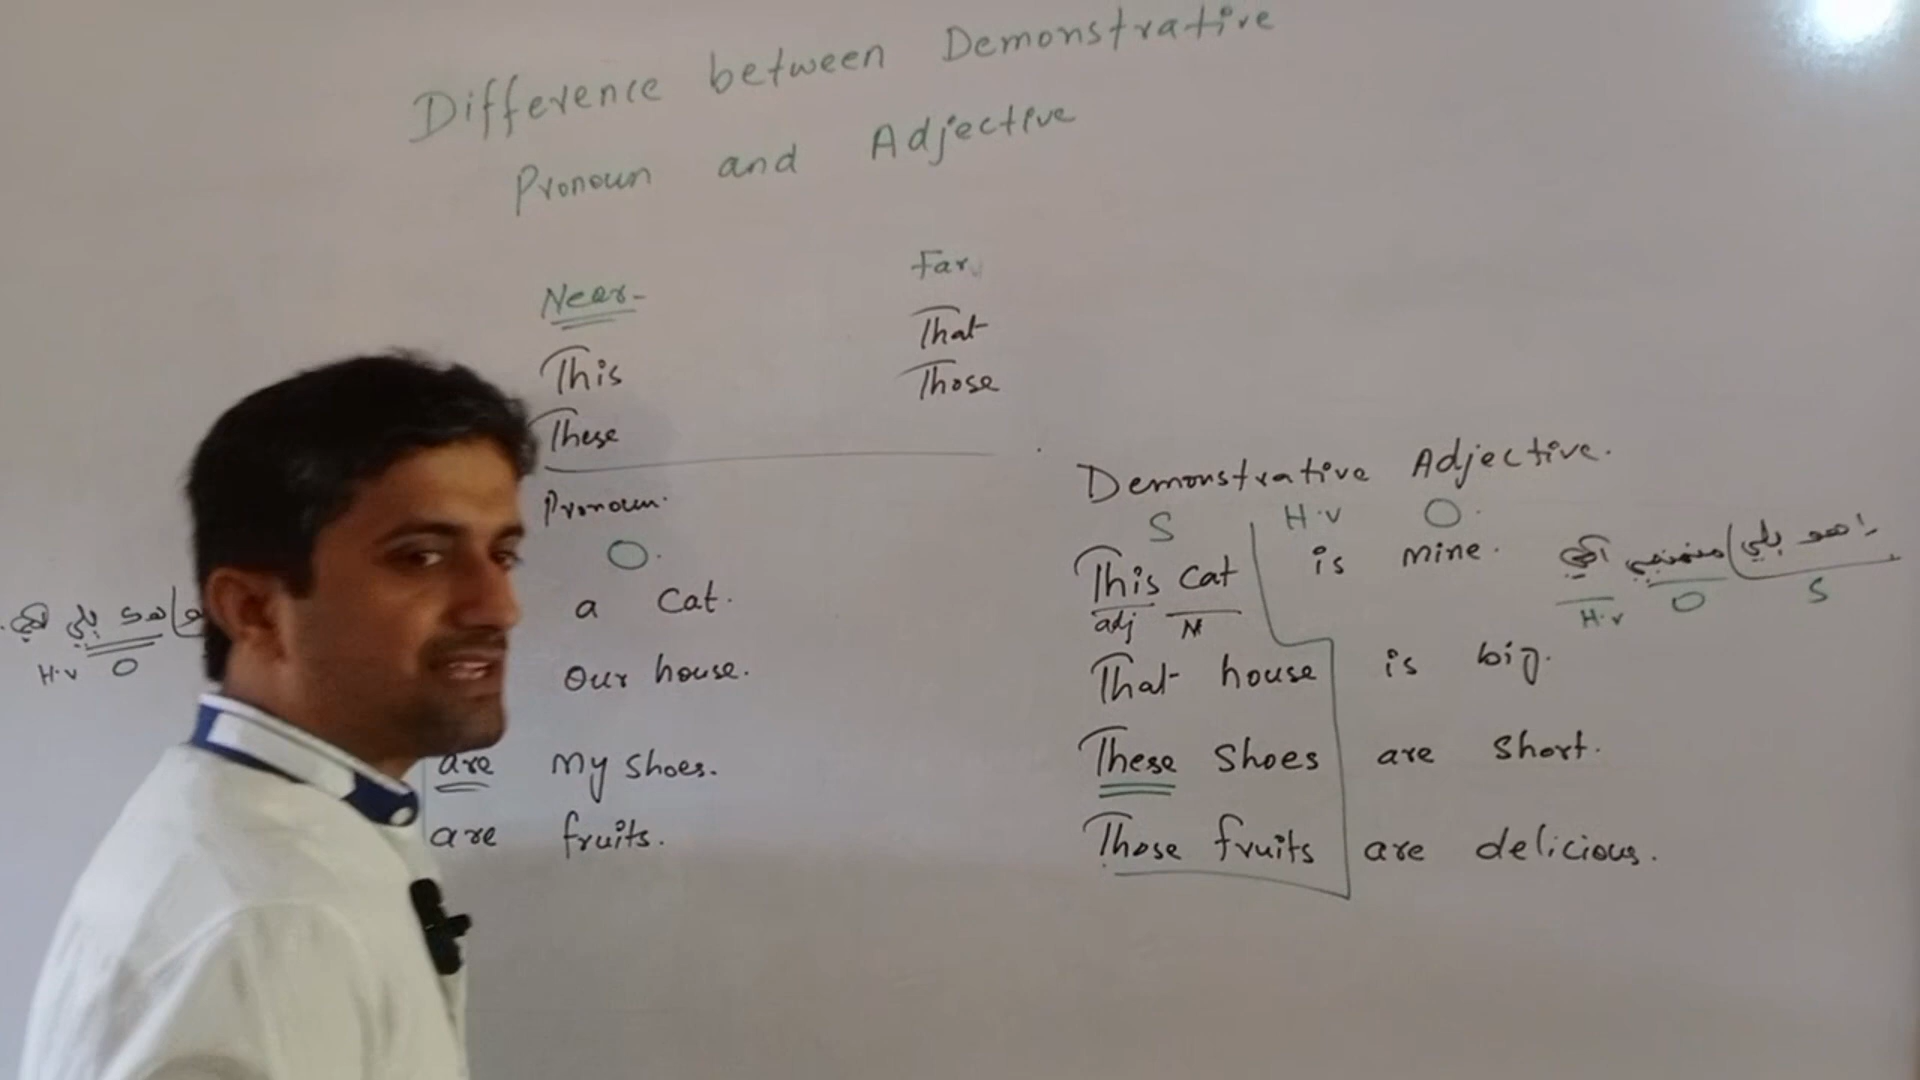 Difference between Demonstrative
Pronoun and Adjective
Near- Far
This That
These Those
Pronoun. Demonstrative Adjective.
O. S H.v O.
a Cat. This Cat is mine.
adj N
H.v O H.v O S
Our house. That house is big.
are my shoes. These Shoes are Short.
are fruits. Those fruits are delicious.